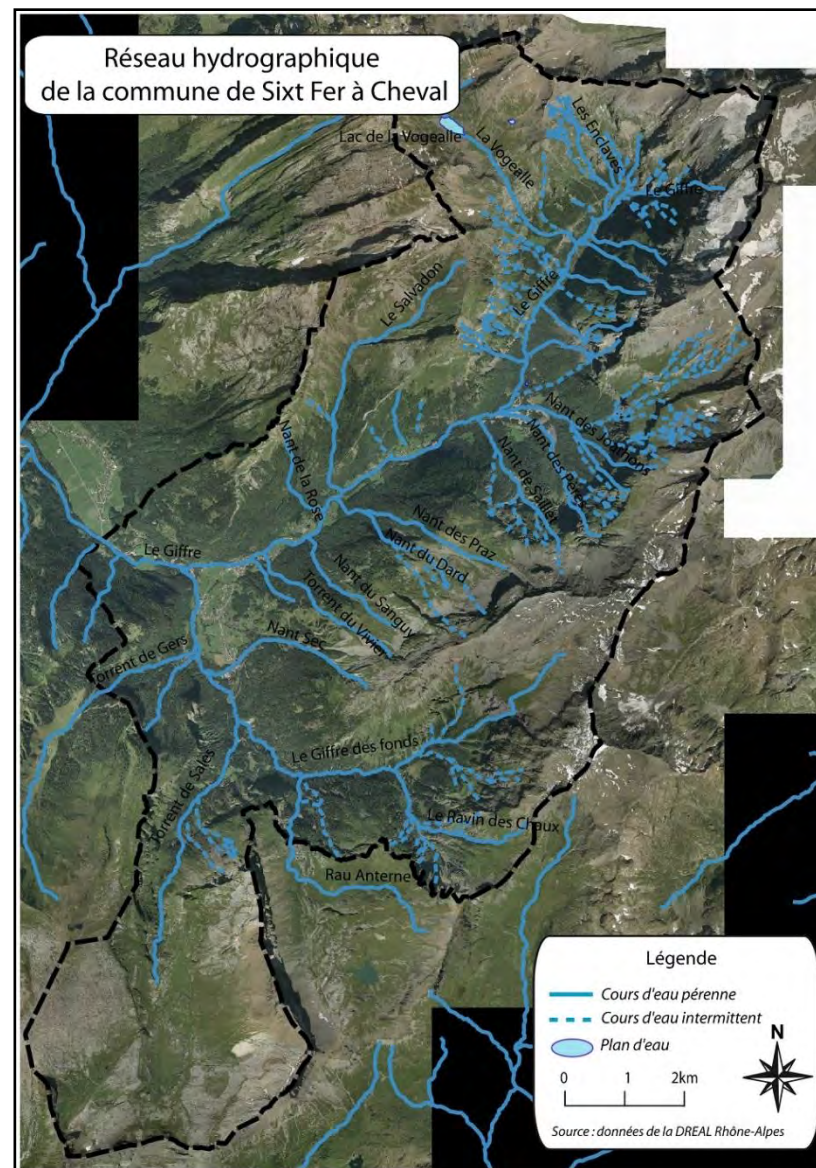 Réseau hydrographique
de la commune de Sixt Fer à Cheval
Lac de la Vogealle
La Vogealle
Les Enclaves
Le Giffre
Le Giffre
Le Salvadon
Nant des Joathons
Nant des Pères
Nant de Saillet
Nant de la Rose
Nant des Praz
Nant du Dard
Le Giffre
Nant du Sanguy
Torrent du Vivier
Nant Sec
Torrent de Gers
Le Giffre des fonds
Torrent de Salés
Le Ravin des Chaux
Rau Anterne
Légende
Cours d'eau pérenne
Cours d'eau intermittent
Plan d'eau
N
0 1 2km
Source : données de la DREAL Rhône-Alpes